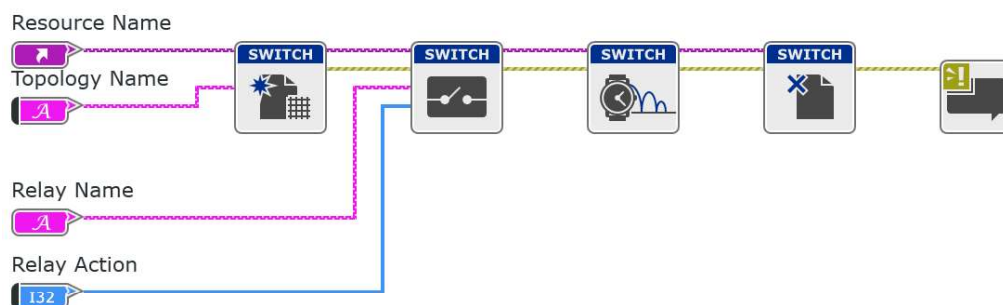 Resource Name
SWITCH SWITCH SWITCH SWITCH
Topology Name
A
Relay Name
A
Relay Action
I32